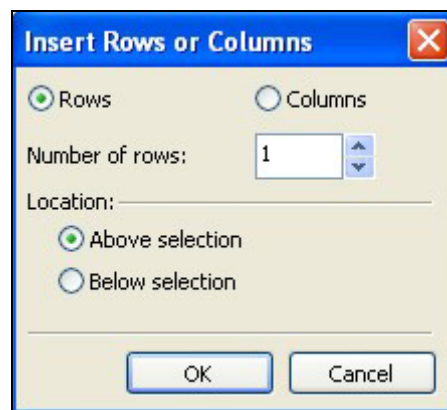 Insert Rows or Columns
Rows Columns
Number of rows: 1
Location:
Above selection
Below selection
OK Cancel